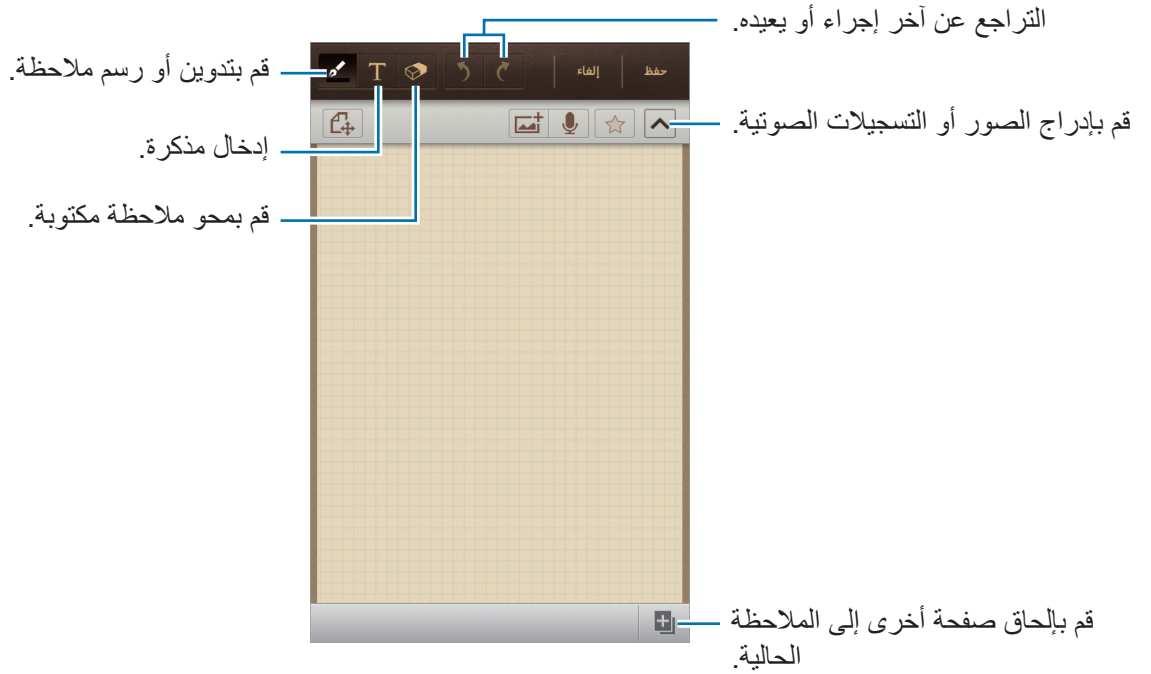 التراجع عن آخر إجراء أو يعيده.
قم بتدوين أو رسم ملاحظة.
T
إلغاء
حفظ
قم بإدراج الصور أو التسجيلات الصوتية.
إدخال مذكرة.
قم بمحو ملاحظة مكتوبة.
قم بإلحاق صفحة أخرى إلى الملاحظة
الحالية.